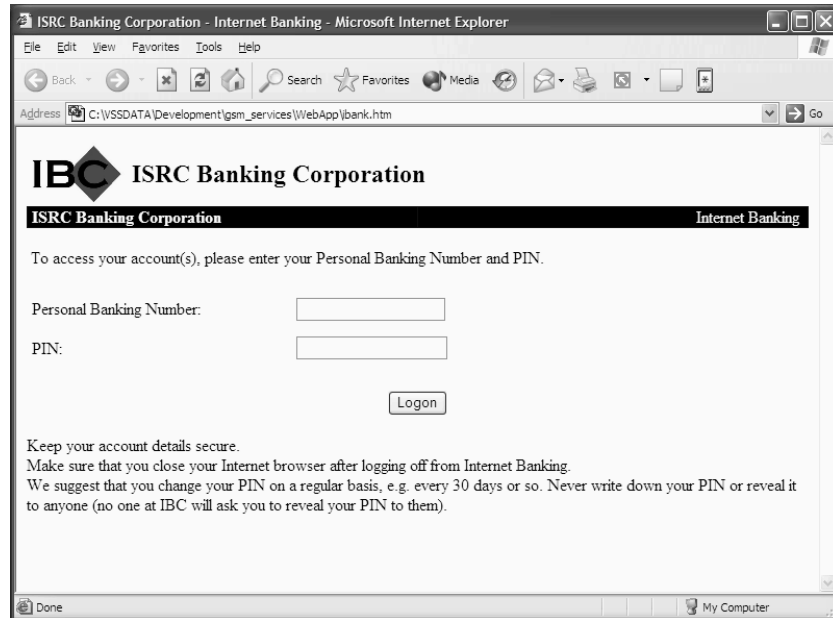 ISRC Banking Corporation - Internet Banking - Microsoft Internet Explorer
File Edit View Favorites Tools Help
Back Search Favorites Media
Address C:\VSSDATA\Development\gsm_services\WebApp\ibank.htm Go
IBC ISRC Banking Corporation
ISRC Banking Corporation Internet Banking
To access your account(s), please enter your Personal Banking Number and PIN.
Personal Banking Number:
PIN:
Logon
Keep your account details secure.
Make sure that you close your Internet browser after logging off from Internet Banking.
We suggest that you change your PIN on a regular basis, e.g. every 30 days or so. Never write down your PIN or reveal it
to anyone (no one at IBC will ask you to reveal your PIN to them).
Done My Computer